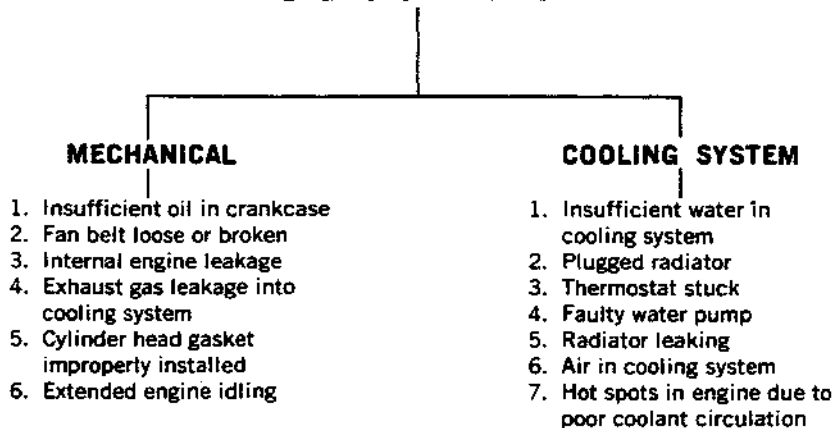 MECHANICAL
1. Insufficient oil in crankcase
2. Fan belt loose or broken
3. Internal engine leakage
4. Exhaust gas leakage into
cooling system
5. Cylinder head gasket
improperly installed
6. Extended engine idling
COOLING SYSTEM
1. Insufficient water in
cooling system
2. Plugged radiator
3. Thermostat stuck
4. Faulty water pump
5. Radiator leaking
6. Air in cooling system
7. Hot spots in engine due to
poor coolant circulation